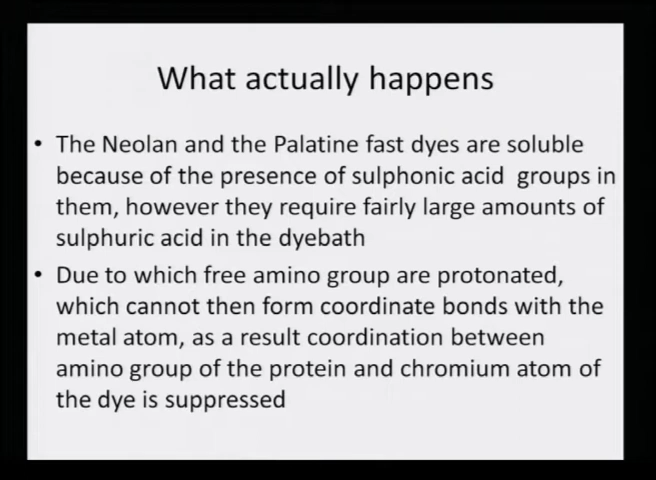 What actually happens
• The Neolan and the Palatine fast dyes are soluble
because of the presence of sulphonic acid groups in
them, however they require fairly large amounts of
sulphuric acid in the dyebath
• Due to which free amino group are protonated,
which cannot then form coordinate bonds with the
metal atom, as a result coordination between
amino group of the protein and chromium atom of
the dye is suppressed